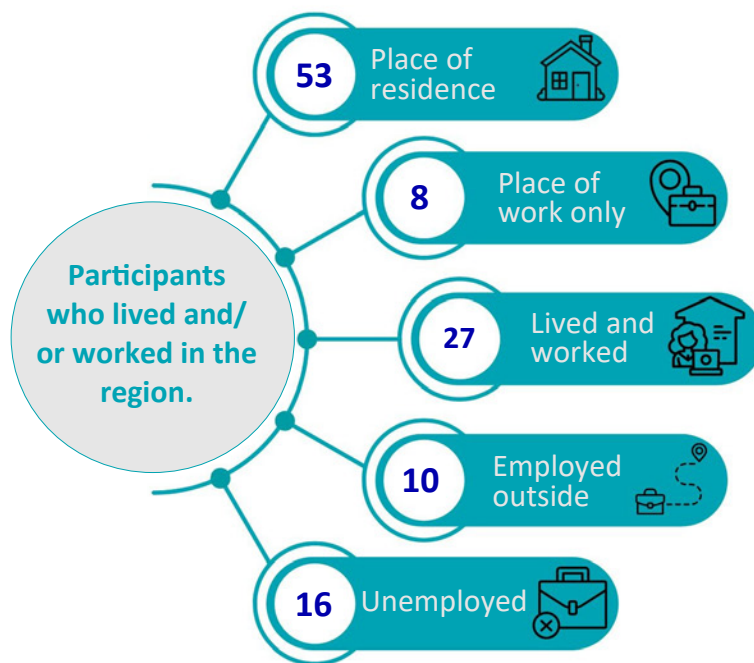 53
Place of
residence
8
Place of
work only
Participants
who lived and/
or worked in the
region.
27
Lived and
worked
10
Employed
outside
16
Unemployed